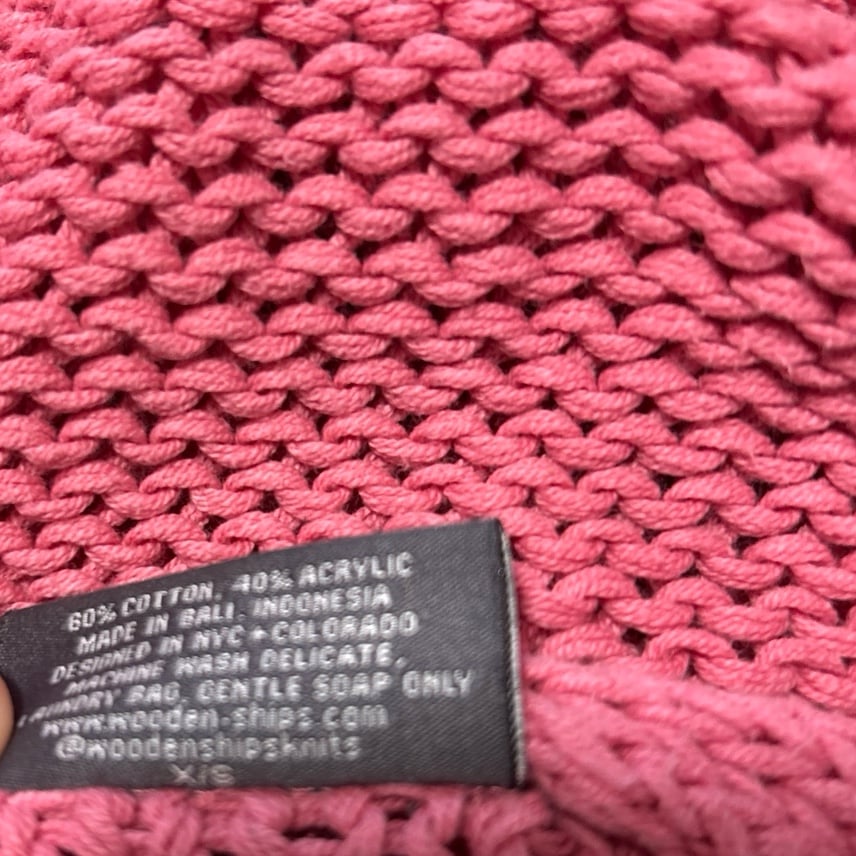 60% COTTON, 40% ACRYLIC
MADE IN BALI, INDONESIA
DESIGNED IN NYC + COLORADO
MACHINE WASH DELICATE,
LAUNDRY BAG, GENTLE SOAP ONLY
www.wooden-ships.com
@woodenshipsknits
X/S